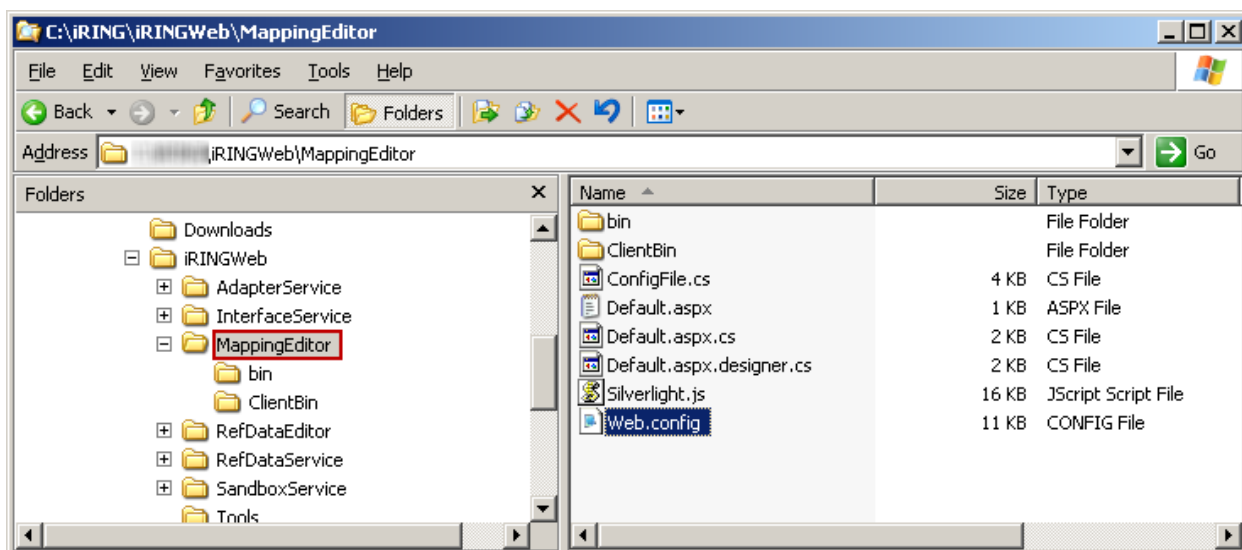 C:\iRING\iRINGWeb\MappingEditor
File Edit View Favorites Tools Help
Back Search Folders
Address \iRINGWeb\MappingEditor Go
Folders x
Name Size Type
Downloads
iRINGWeb
AdapterService
InterfaceService
MappingEditor
bin
ClientBin
RefDataEditor
RefDataService
SandboxService
Tools
bin File Folder
ClientBin File Folder
ConfigFile.cs 4 KB CS File
Default.aspx 1 KB ASPX File
Default.aspx.cs 2 KB CS File
Default.aspx.designer.cs 2 KB CS File
Silverlight.js 16 KB JScript Script File
Web.config 11 KB CONFIG File